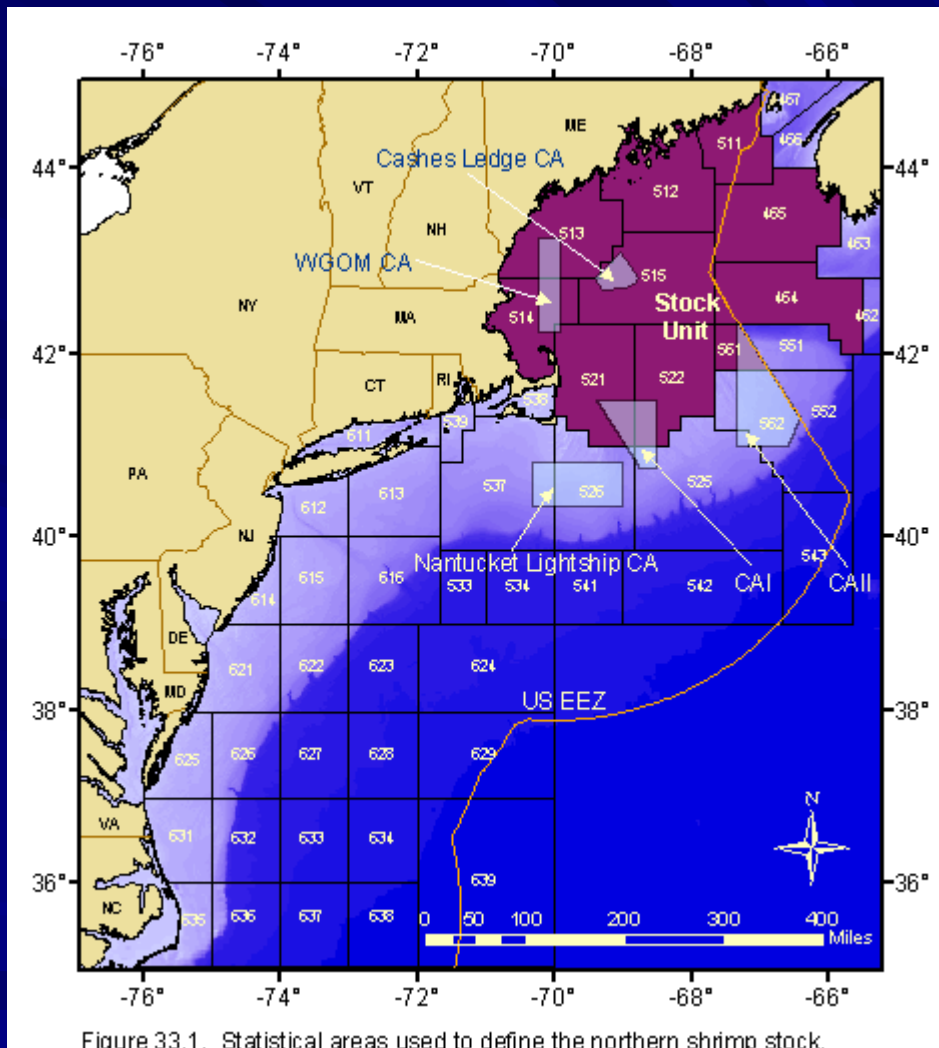 -76° -74° -72° -70° -68° -66°
467
ME
511
466
44°
44°
Cashes Ledge CA
VT
512
465
NH
513
463
WGOM CA
515
464
NY
MA
514
Stock
Unit
462
42°
42°
561
551
CT
RI
521
522
538
552
539
562
611
PA
537
526
525
612
613
40°
40°
NJ
Nantucket Lightship CA
543
615
616
533
534
541
542
CAI
CAII
614
DE
621
622
623
624
MD
US EEZ
38°
38°
625
626
627
628
629
N
VA
631
632
633
634
36°
36°
639
NC
635
636
637
638
0 50 100 200 300 400
Miles
-76° -74° -72° -70° -68° -66°
Figure 33.1. Statistical areas used to define the northern shrimp stock.